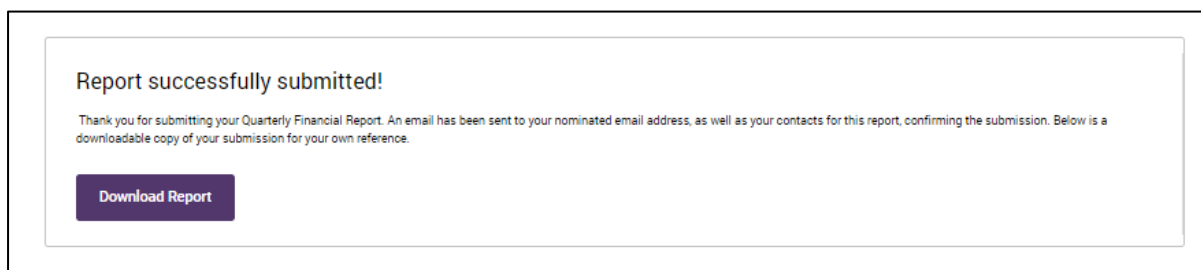 Report successfully submitted!
Thank you for submitting your Quarterly Financial Report. An email has been sent to your nominated email address, as well as your contacts for this report, confirming the submission. Below is a
downloadable copy of your submission for your own reference.
Download Report